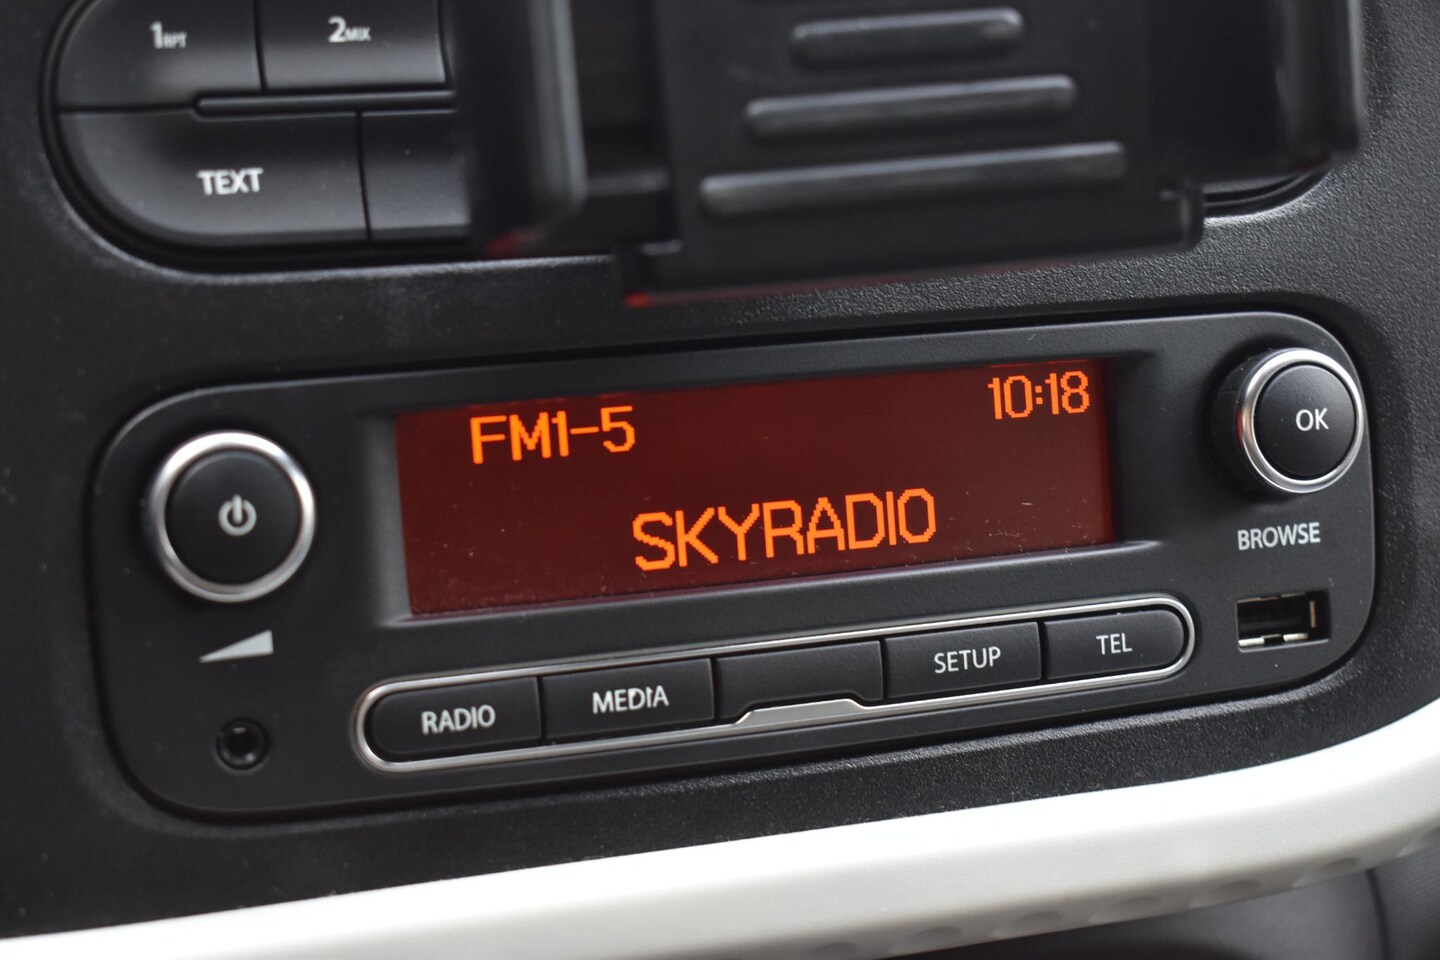 1RPT
2MIX
TEXT
FM1-5
10:18
SKYRADIO
OK
BROWSE
RADIO
MEDIA
SETUP
TEL